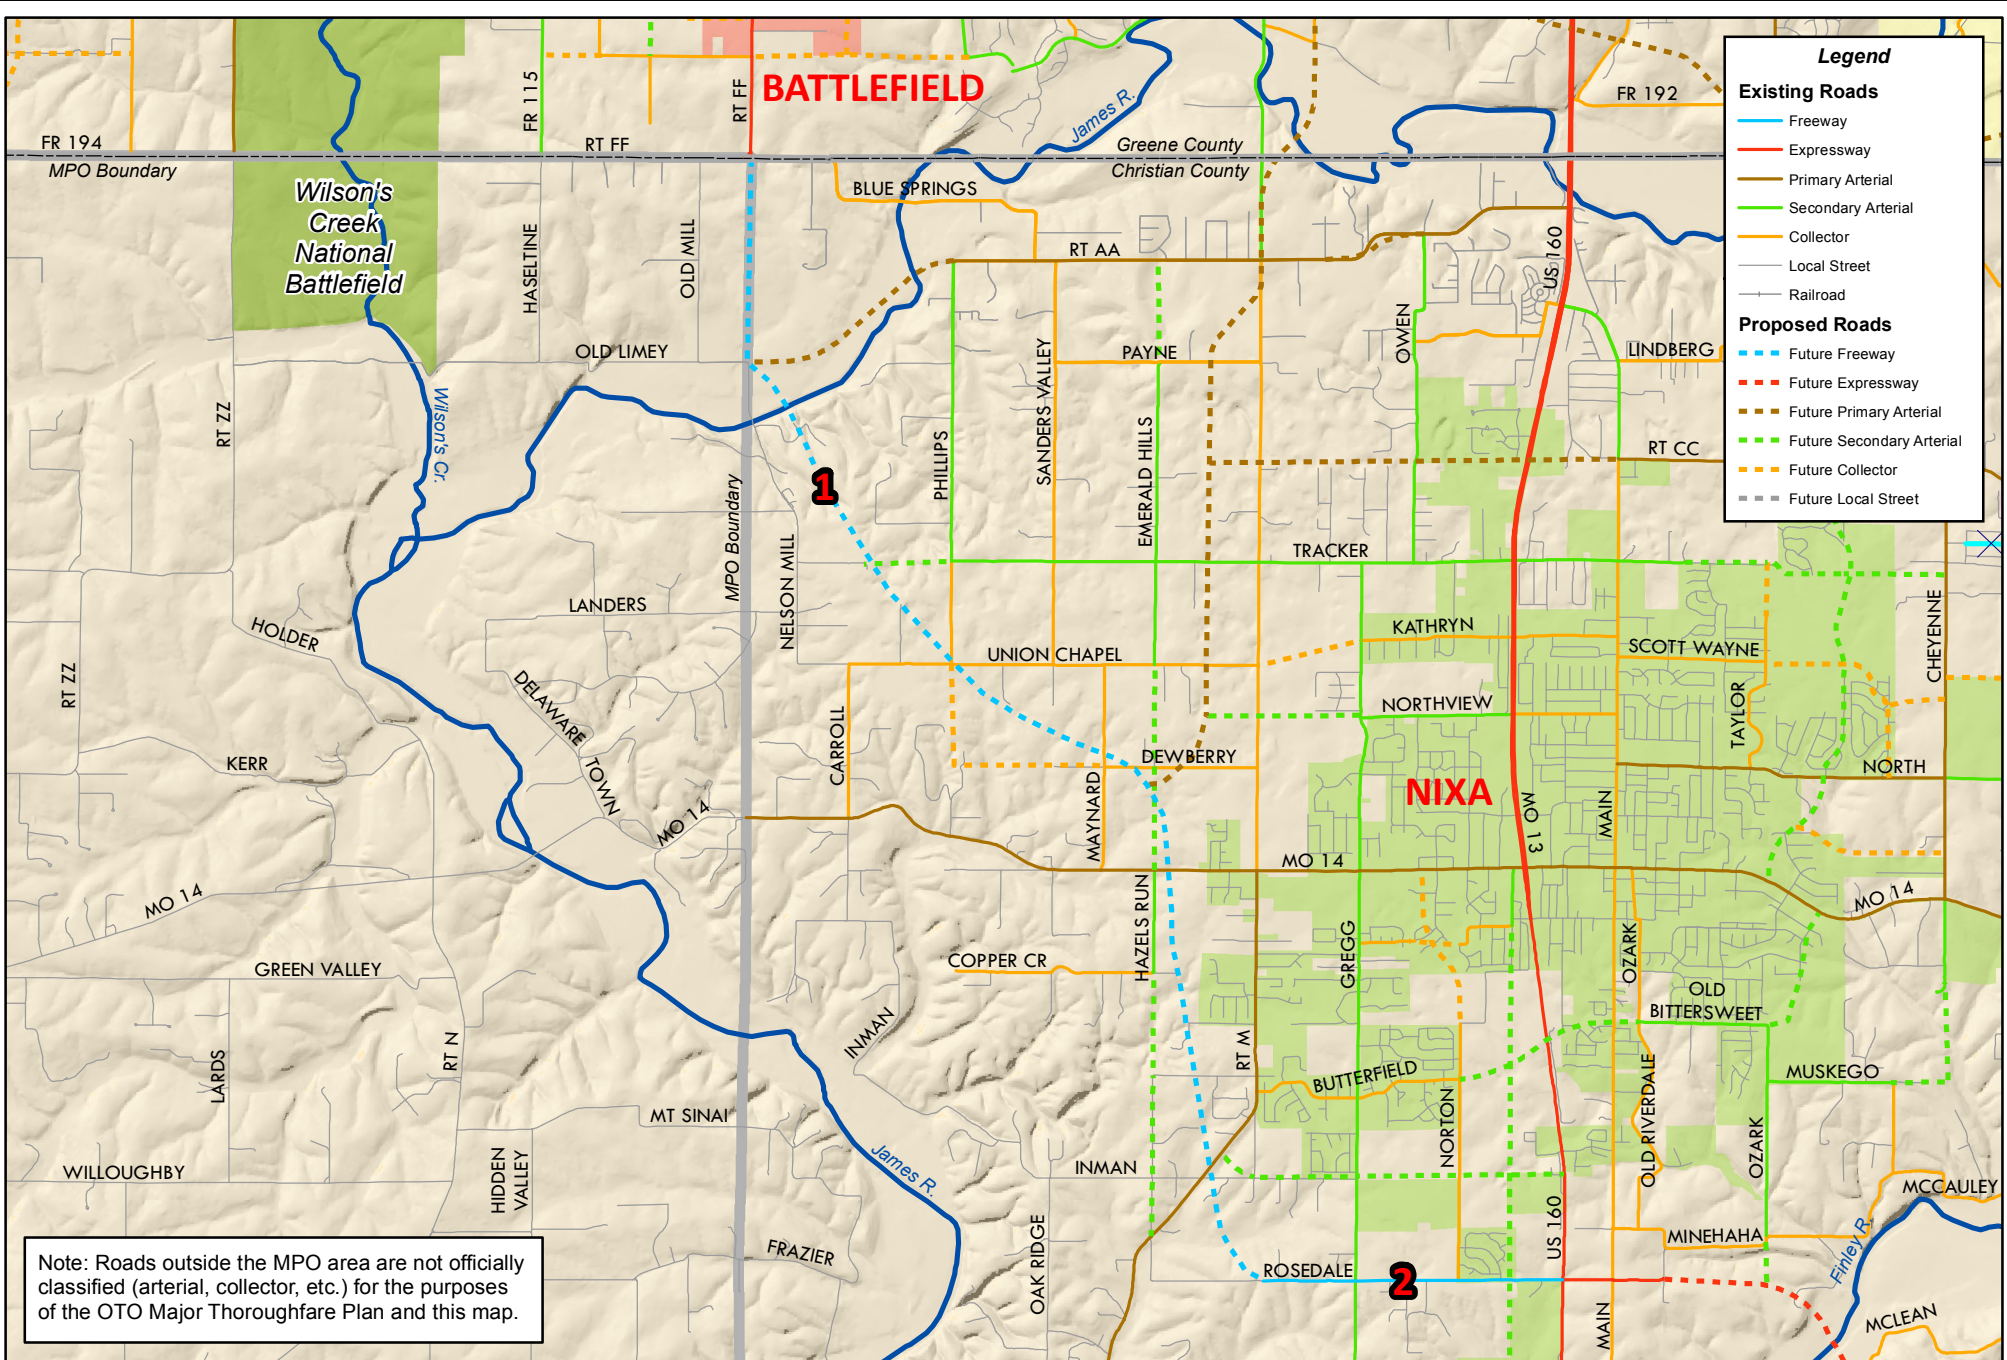 Legend
Existing Roads
Freeway
Expressway
Primary Arterial
Secondary Arterial
Collector
Local Street
Railroad
Proposed Roads
Future Freeway
Future Expressway
Future Primary Arterial
Future Secondary Arterial
Future Collector
Future Local Street
BATTLEFIELD
FR 115
RT FF
FR 192
James R.
FR 194
MPO Boundary
RT FF
Greene County
Christian County
Wilson's
Creek
National
Battlefield
BLUE SPRINGS
HASELTINE
OLD MILL
RT AA
US 160
OWEN
OLD LIMEY
PAYNE
LINDBERG
SANDERS VALLEY
RT ZZ
Wilson's Cr.
PHILLIPS
EMERALD HILLS
RT CC
1
MPO Boundary
NELSON MILL
TRACKER
LANDERS
HOLDER
KATHRYN
SCOTT WAYNE
CHEYENNE
UNION CHAPEL
RT ZZ
DELAWARE
TOWN
CARROLL
NORTHVIEW
TAYLOR
KERR
DEWBERRY
NORTH
NIXA
MAYNARD
MO 13
MAIN
MO 14
MO 14
MO 14
MO 14
HAZELS RUN
GREGG
OZARK
COPPER CR
GREEN VALLEY
OLD
BITTERSWEET
INMAN
RT N
LARDS
RT M
BUTTERFIELD
NORTON
OLD RIVERDALE
MUSKEGO
MT SINAI
OZARK
James R.
INMAN
WILLOUGHBY
HIDDEN
VALLEY
MCCAULEY
OAK RIDGE
US 160
MINEHAHA
Finley R.
FRAZIER
ROSEDALE
2
MAIN
MCLEAN
Note: Roads outside the MPO area are not officially
classified (arterial, collector, etc.) for the purposes
of the OTO Major Thoroughfare Plan and this map.